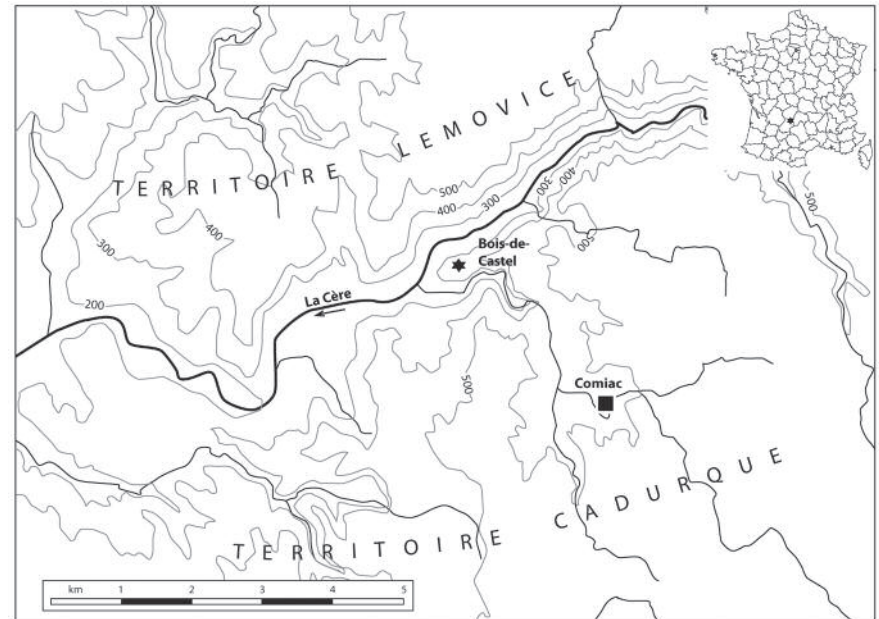 TERRITOIRE LEMOVICE
500
400
300
300
400
500
500
300
400
500
Bois-de-
Castel
La Cère
200
500
Comiac
TERRITOIRE CADURQUE
km 1 2 3 4 5